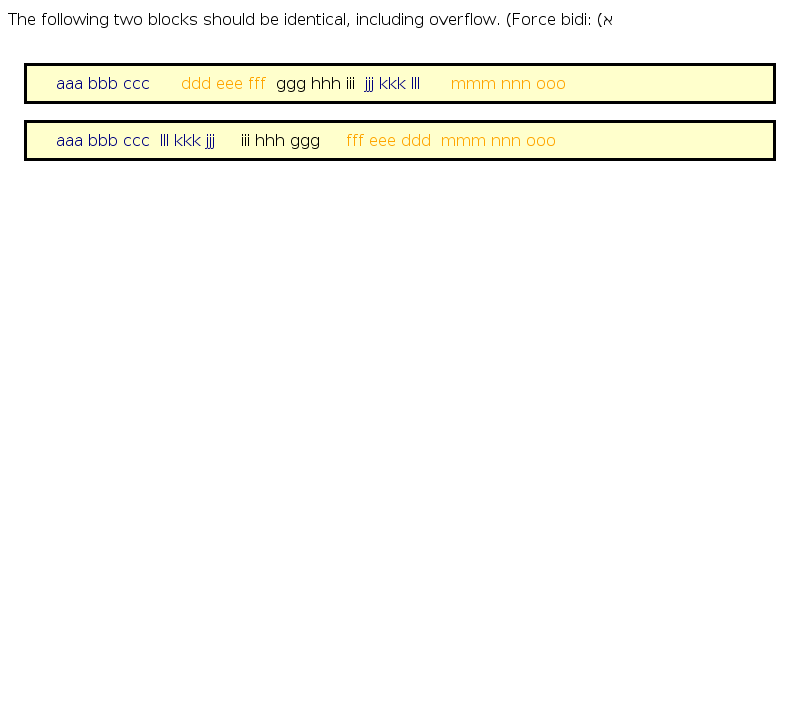 The following two blocks should be identical, including overflow. (Force bidi: (א
aaa bbb ccc ddd eee fff ggg hhh iii jjj kkk lll mmm nnn ooo
aaa bbb ccc lll kkk jjj iii hhh ggg fff eee ddd mmm nnn ooo